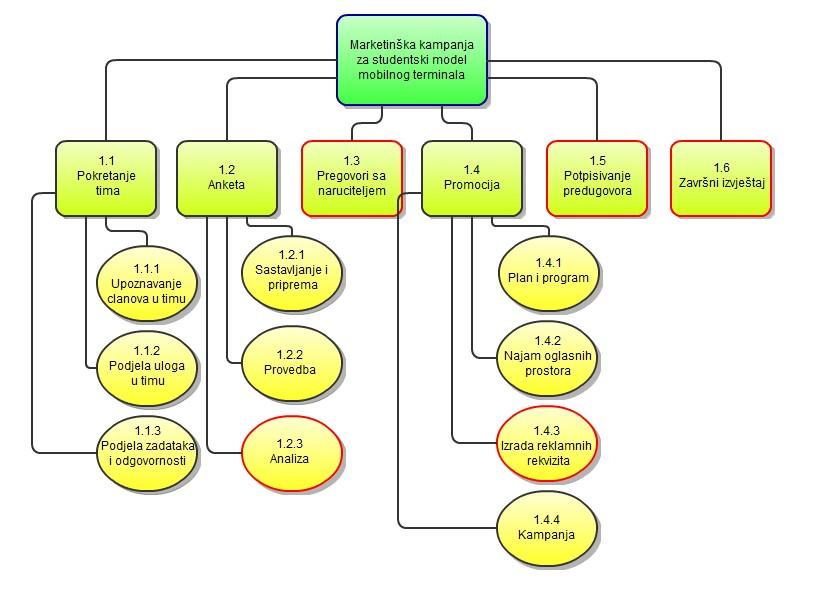 Marketinška kampanja
za studentski model
mobilnog terminala
1.1
Pokretanje
tima
1.2
Anketa
1.3
Pregovori sa
naruciteljem
1.4
Promocija
1.5
Potpisivanje
predugovora
1.6
Završni izvještaj
1.1.1
Upoznavanje
clanova u timu
1.1.2
Podjela uloga
u timu
1.1.3
Podjela zadataka
i odgovornosti
1.2.1
Sastavljanje i
priprema
1.2.2
Provedba
1.2.3
Analiza
1.4.1
Plan i program
1.4.2
Najam oglasnih
prostora
1.4.3
Izrada reklamnih
rekvizita
1.4.4
Kampanja